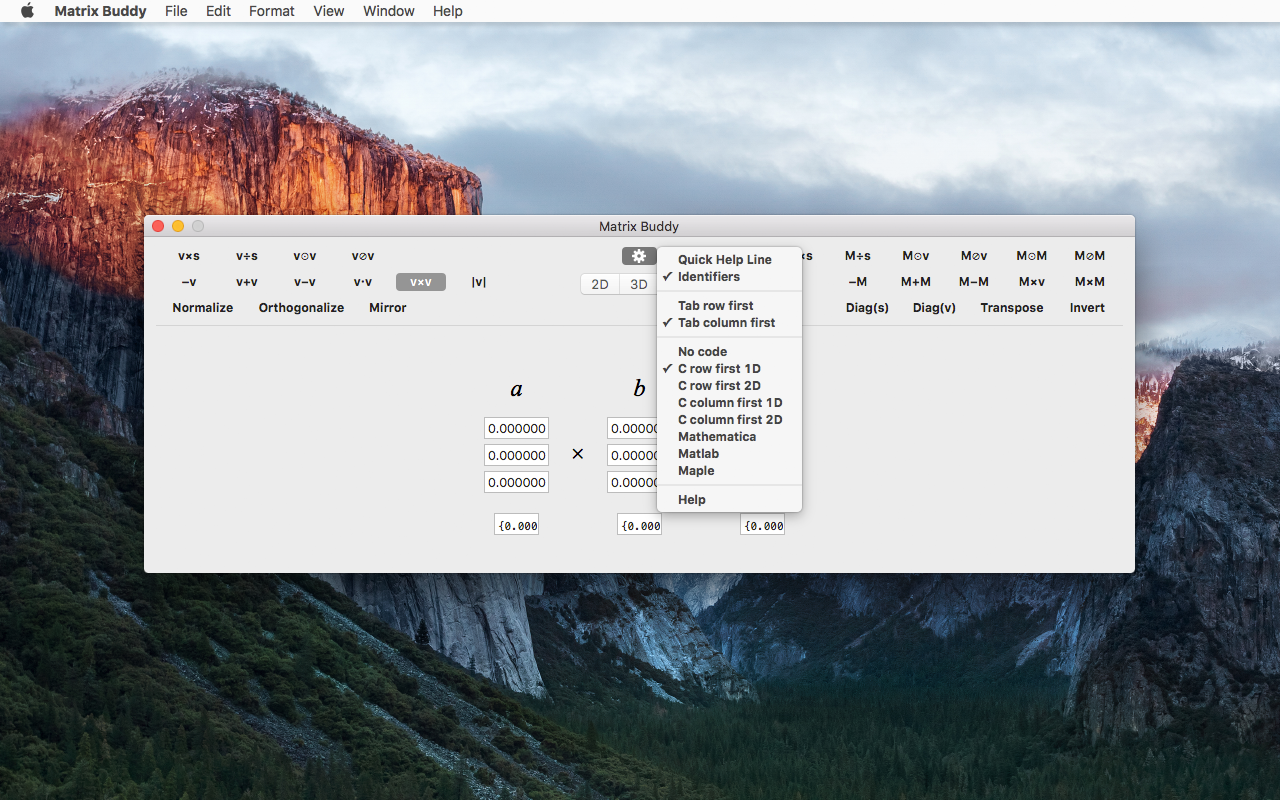 Matrix Buddy File Edit Format View Window Help
Matrix Buddy
v×s v÷s v⊙v v⊘v ×s M÷s M⊙v M⊘v M⊙M M⊘M
−v v+v v−v v·v v×v |v| 2D 3D −M M+M M−M M×v M×M
Normalize Orthogonalize Mirror Diag(s) Diag(v) Transpose Invert
Quick Help Line
✓ Identifiers
Tab row first
✓ Tab column first
No code
✓ C row first 1D
C row first 2D
C column first 1D
C column first 2D
Mathematica
Matlab
Maple
Help
a b
0.000000 0.0000
0.000000 × 0.0000
0.000000 0.0000
{0.000 {0.000 {0.000